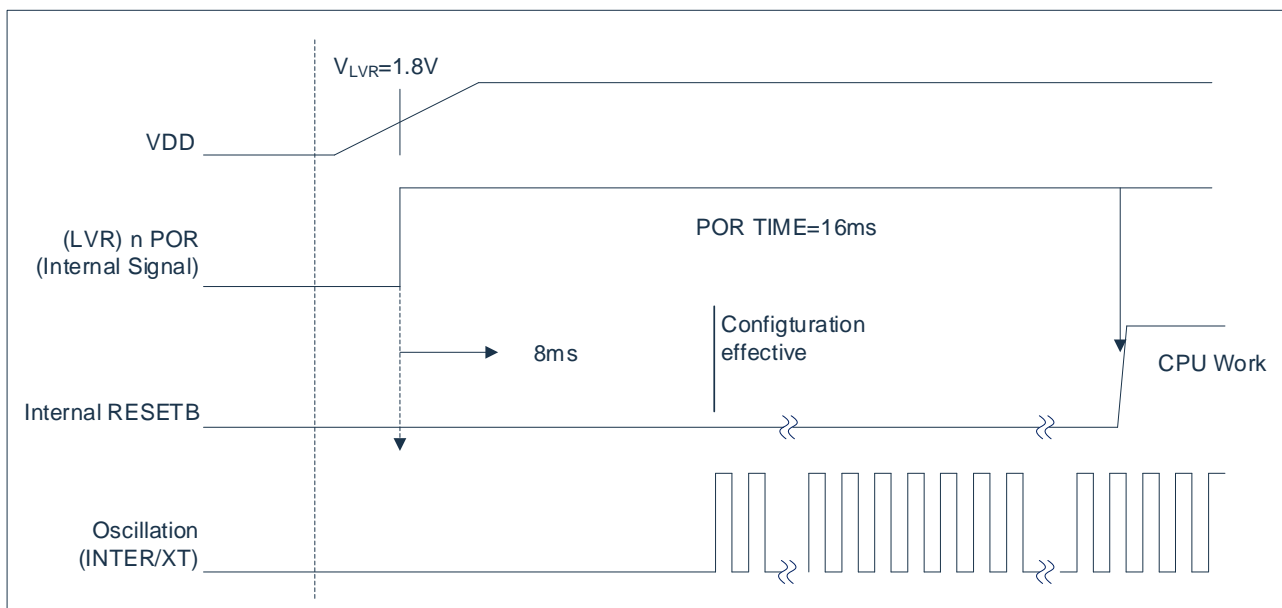 VLVR=1.8V
VDD
(LVR) n POR
(Internal Signal)
POR TIME=16ms
Configturation
effective
8ms
CPU Work
Internal RESETB
Oscillation
(INTER/XT)